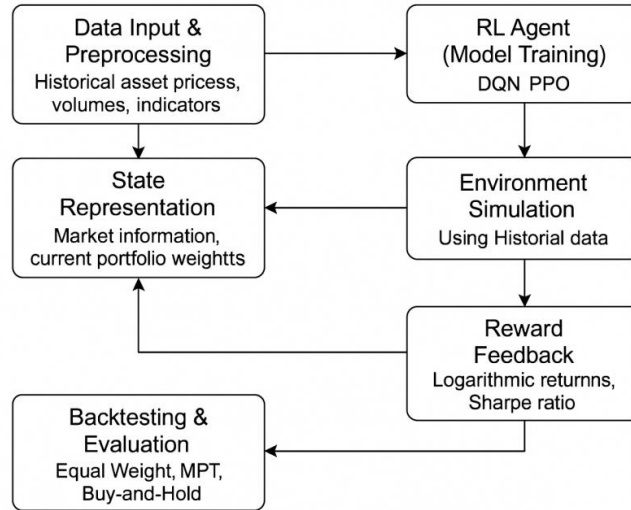 Data Input &
Preprocessing
Historical asset pricess,
volumes, indicators
RL Agent
(Model Training)
DQN PPO
State
Representation
Market information,
current portfolio weightts
Environment
Simulation
Using Historial data
Reward
Feedback
Logarithmic returnns,
Sharpe ratio
Backtesting &
Evaluation
Equal Weight, MPT,
Buy-and-Hold